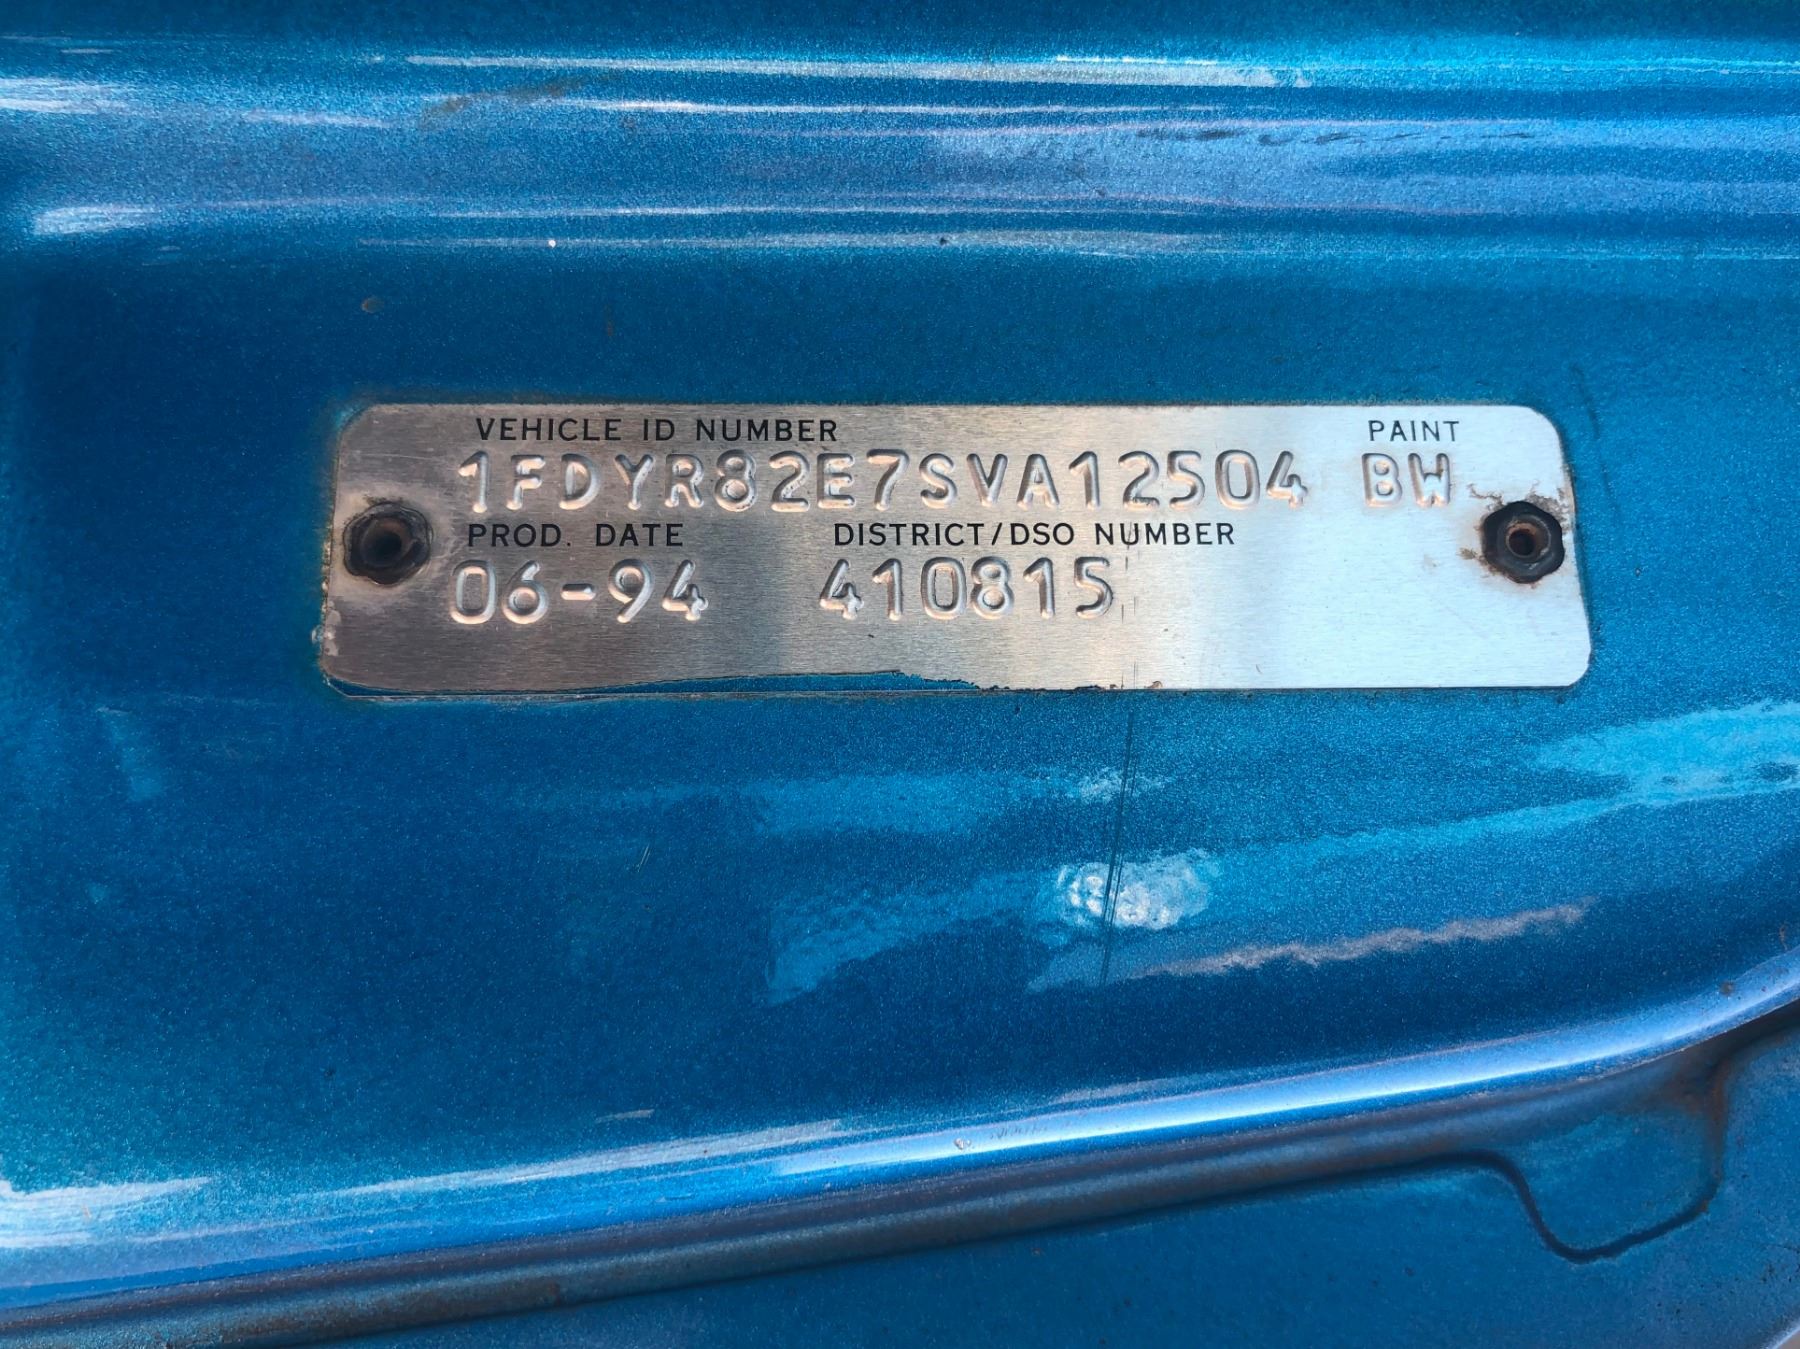 VEHICLE ID NUMBER PAINT
1FDYR82E7SVA12504 BW
PROD. DATE DISTRICT/DSO NUMBER
06-94 410815